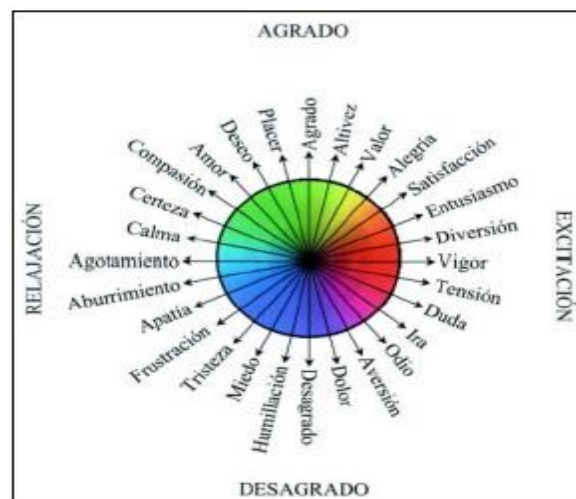 AGRADO
Agrado
Altivez
Valor
Alegría
Satisfacción
Entusiasmo
Diversión
Vigor
Tensión
Duda
Ira
Odio
Aversión
Dolor
Desagrado
Humillación
Miedo
Tristeza
Frustración
Apatia
Aburrimiento
Agotamiento
Calma
Certeza
Compasión
Amor
Deseo
Placer
RELAJACIÓN
EXCITACIÓN
DESAGRADO